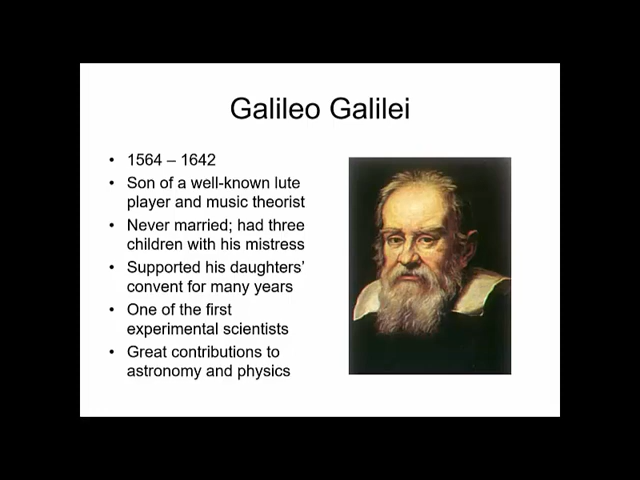 Galileo Galilei
• 1564 – 1642
• Son of a well-known lute
player and music theorist
• Never married; had three
children with his mistress
• Supported his daughters’
convent for many years
• One of the first
experimental scientists
• Great contributions to
astronomy and physics